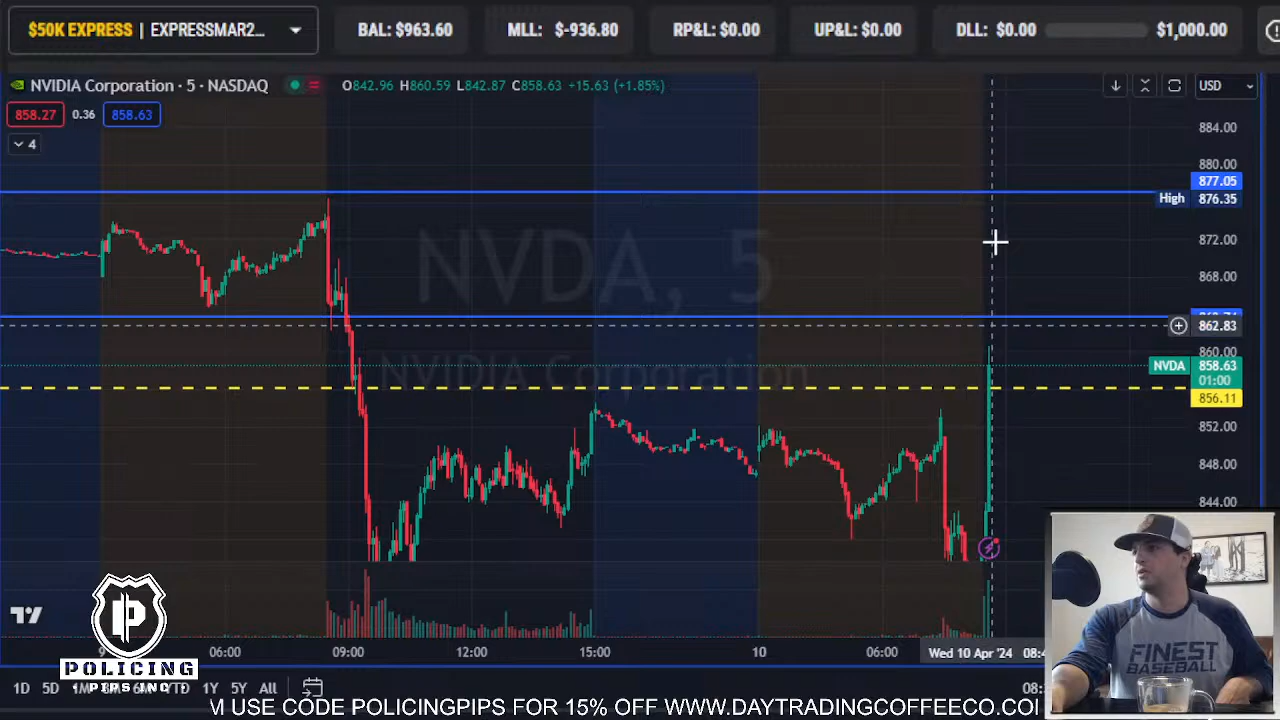 $50K EXPRESS | EXPRESSMAR2...
BAL: $963.60
MLL: $-936.80
RP&L: $0.00
UP&L: $0.00
DLL: $0.00
$1,000.00
NVIDIA Corporation · 5 · NASDAQ
O842.96 H860.59 L842.87 C858.63 +15.63 (+1.85%)
USD
858.27
0.36
858.63
4
884.00
880.00
877.05
High 876.35
872.00
868.00
862.83
860.00
NVDA 858.63
01:00
856.11
852.00
848.00
844.00
NVDA, 5
NVIDIA Corporation
06:00
09:00
12:00
15:00
10
06:00
Wed 10 Apr '24
P
POLICING
PIPS INC
FINEST
BASEBALL
1D 5D 1M YTD 1Y 5Y All
USE CODE POLICINGPIPS FOR 15% OFF WWW.DAYTRADINGCOFFEECO.COM